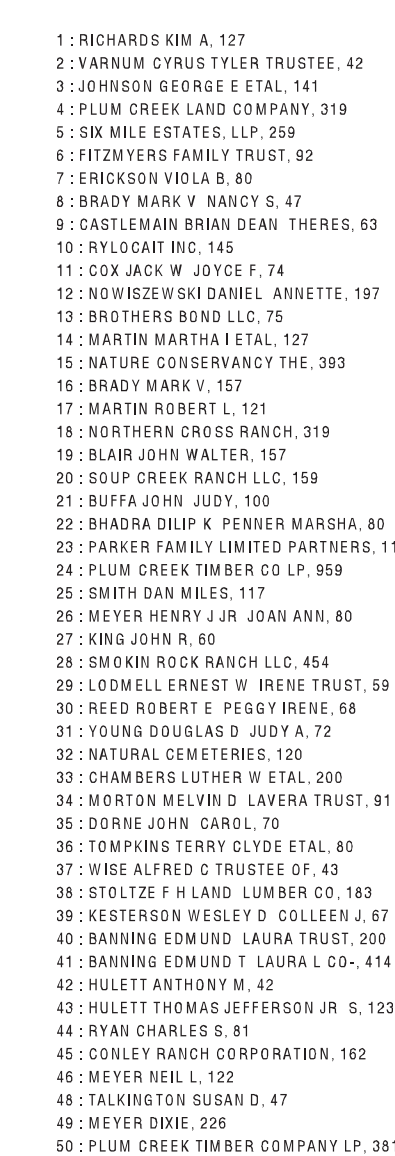 1 : RICHARDS KIM A, 127
2 : VARNUM CYRUS TYLER TRUSTEE, 42
3 : JOHNSON GEORGE E ETAL, 141
4 : PLUM CREEK LAND COMPANY, 319
5 : SIX MILE ESTATES, LLP, 259
6 : FITZMYERS FAMILY TRUST, 92
7 : ERICKSON VIOLA B, 80
8 : BRADY MARK V  NANCY S, 47
9 : CASTLEMAIN BRIAN DEAN  THERES, 63
10 : RYLOCAIT INC, 145
11 : COX JACK W  JOYCE F, 74
12 : NOWISZEWSKI DANIEL  ANNETTE, 197
13 : BROTHERS BOND LLC, 75
14 : MARTIN MARTHA I ETAL, 127
15 : NATURE CONSERVANCY THE, 393
16 : BRADY MARK V, 157
17 : MARTIN ROBERT L, 121
18 : NORTHERN CROSS RANCH, 319
19 : BLAIR JOHN WALTER, 157
20 : SOUP CREEK RANCH LLC, 159
21 : BUFFA JOHN  JUDY, 100
22 : BHADRA DILIP K  PENNER MARSHA, 80
23 : PARKER FAMILY LIMITED PARTNERS, 11
24 : PLUM CREEK TIMBER CO LP, 959
25 : SMITH DAN MILES, 117
26 : MEYER HENRY J JR  JOAN ANN, 80
27 : KING JOHN R, 60
28 : SMOKIN ROCK RANCH LLC, 454
29 : LODMELL ERNEST W  IRENE TRUST, 59
30 : REED ROBERT E  PEGGY IRENE, 68
31 : YOUNG DOUGLAS D  JUDY A, 72
32 : NATURAL CEMETERIES, 120
33 : CHAMBERS LUTHER W ETAL, 200
34 : MORTON MELVIN D  LAVERA TRUST, 91
35 : DORNE JOHN  CAROL, 70
36 : TOMPKINS TERRY CLYDE ETAL, 80
37 : WISE ALFRED C TRUSTEE OF, 43
38 : STOLTZE F H LAND  LUMBER CO, 183
39 : KESTERSON WESLEY D  COLLEEN J, 67
40 : BANNING EDMUND  LAURA TRUST, 200
41 : BANNING EDMUND T  LAURA L CO-, 414
42 : HULETT ANTHONY M, 42
43 : HULETT THOMAS JEFFERSON JR  S, 123
44 : RYAN CHARLES S, 81
45 : CONLEY RANCH CORPORATION, 162
46 : MEYER NEIL L, 122
48 : TALKINGTON SUSAN D, 47
49 : MEYER DIXIE, 226
50 : PLUM CREEK TIMBER COMPANY LP, 381